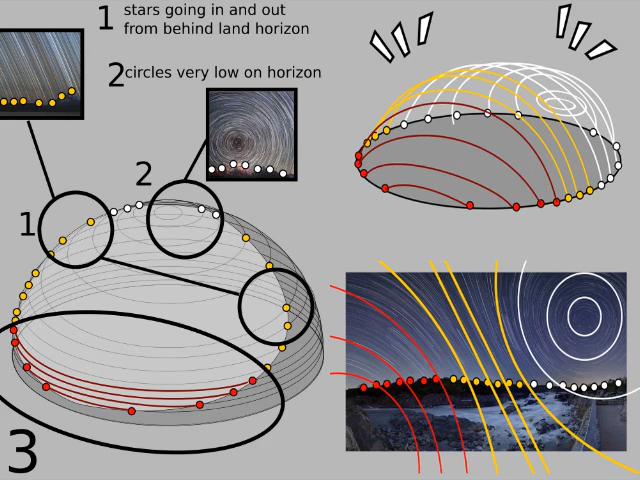 1 stars going in and out
from behind land horizon
2 circles very low on horizon
2
1
3